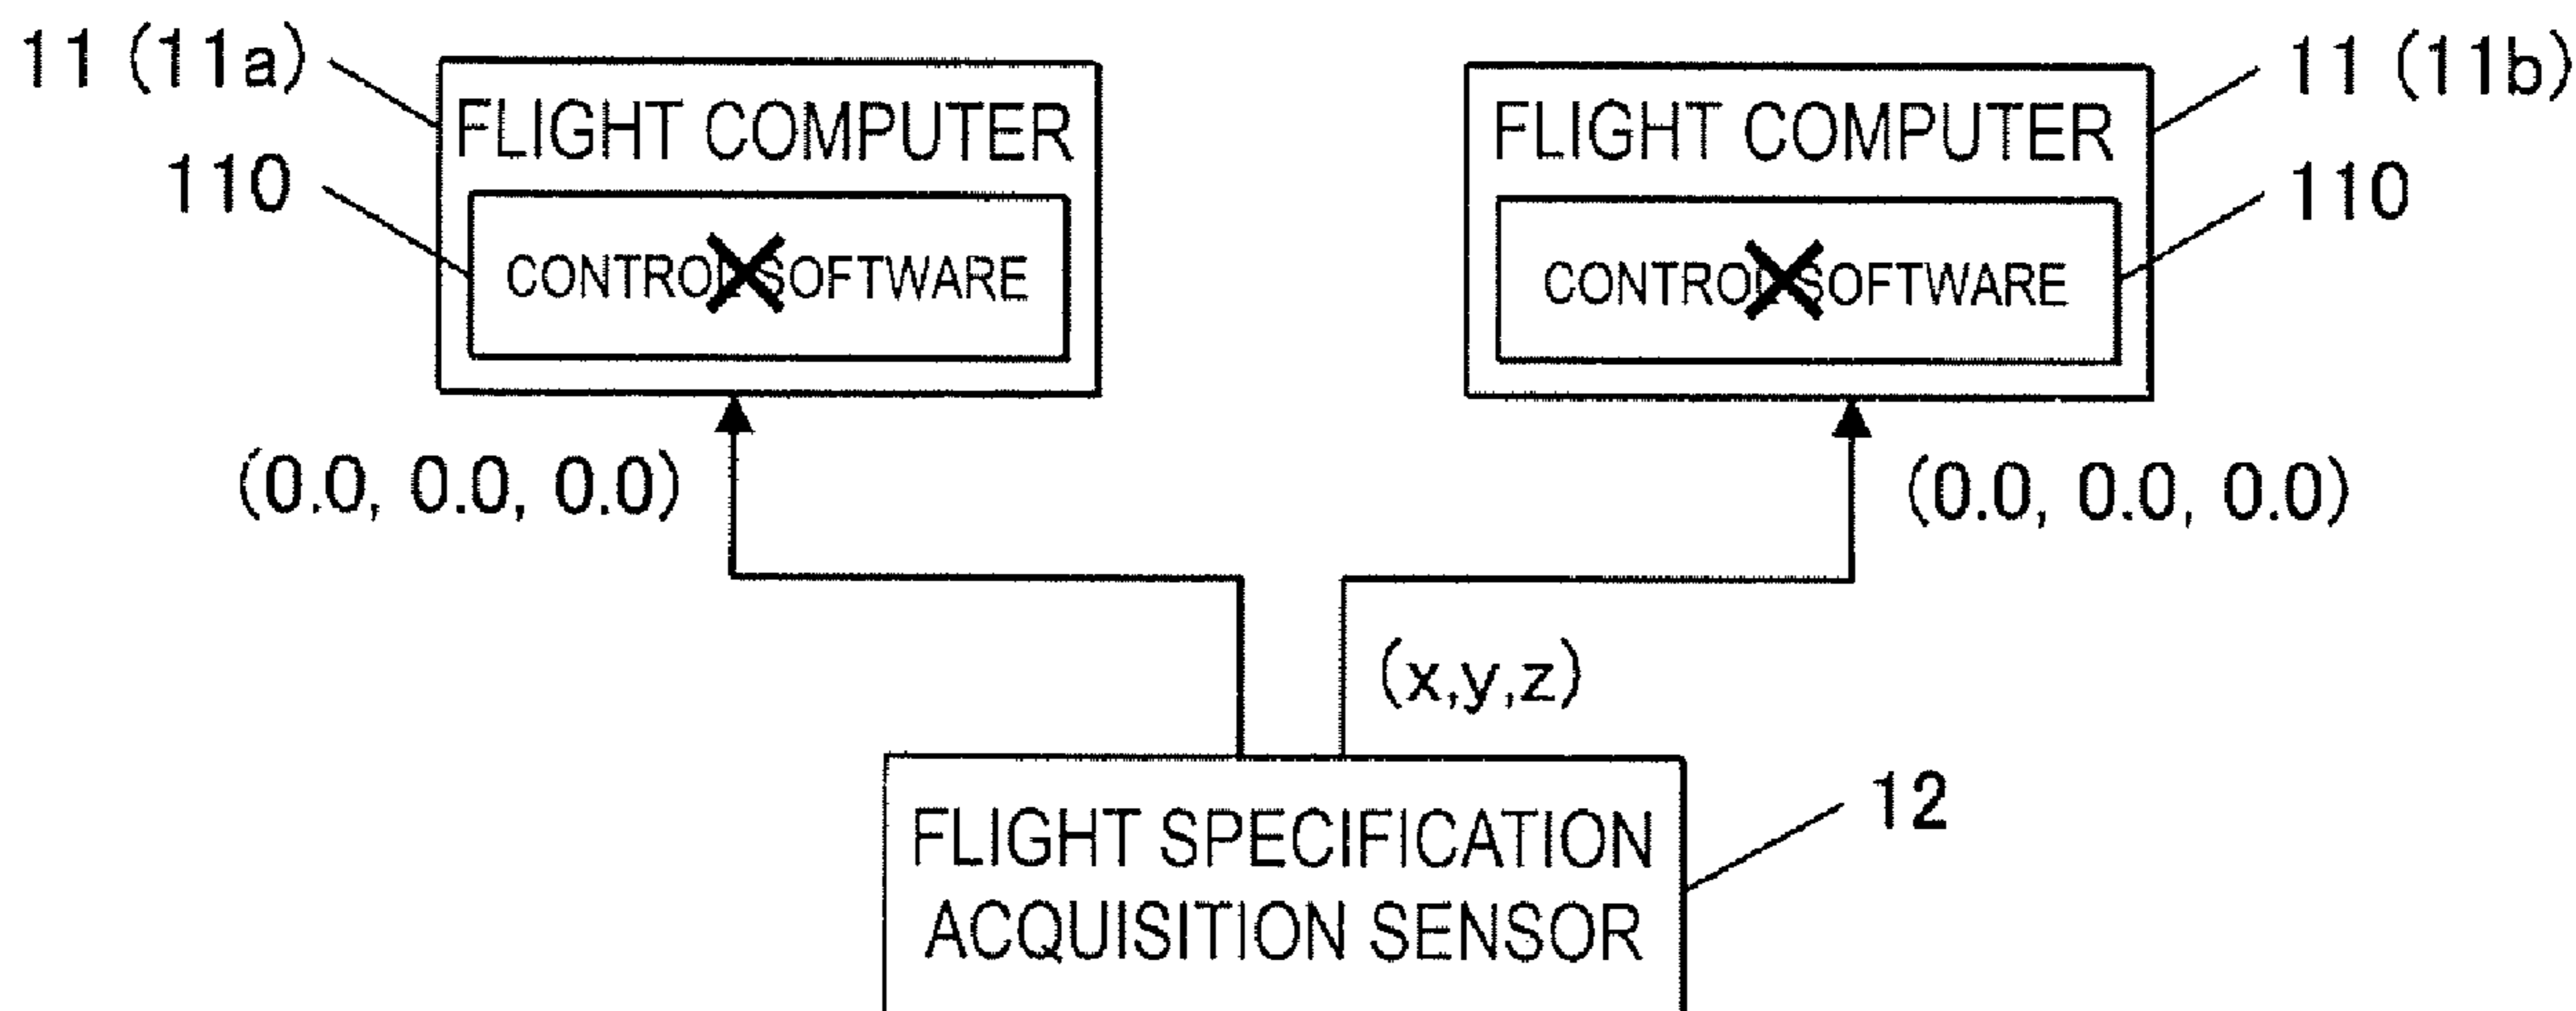 11 (11a)
FLIGHT COMPUTER
110
CONTROL SOFTWARE
(0.0, 0.0, 0.0)
11 (11b)
FLIGHT COMPUTER
110
CONTROL SOFTWARE
(0.0, 0.0, 0.0)
(x,y,z)
12
FLIGHT SPECIFICATION
ACQUISITION SENSOR